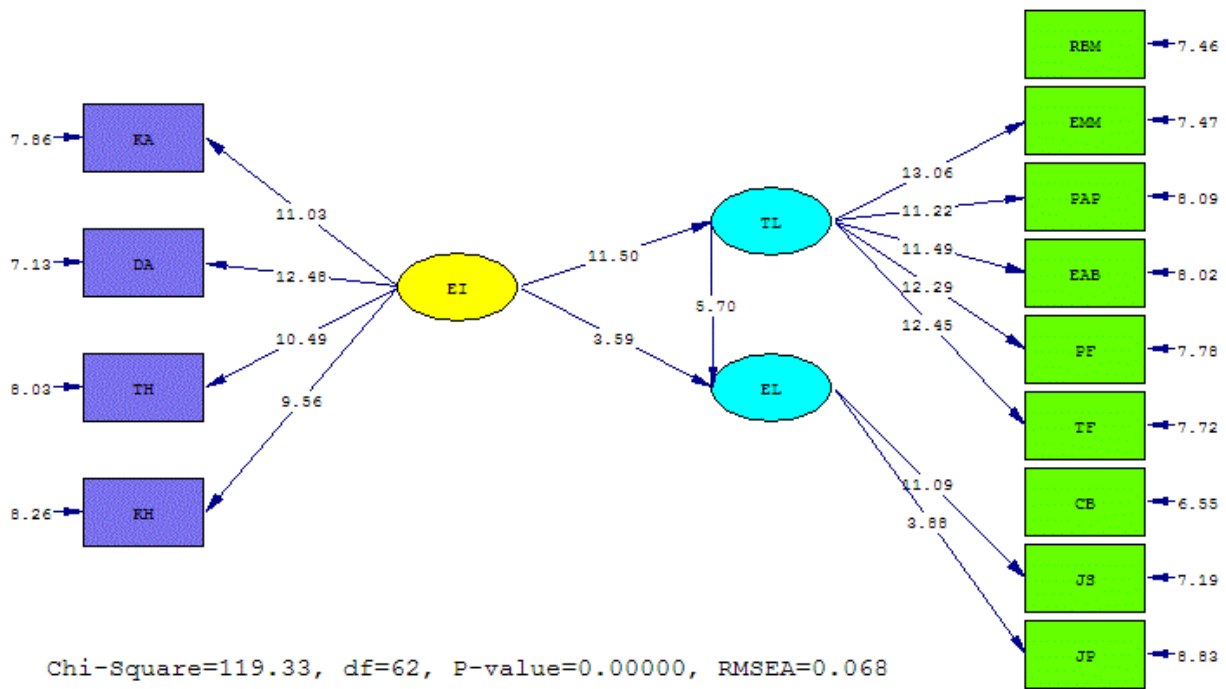 RBM
7.46
EMM
7.47
7.86
KA
13.06
PAP
8.09
11.03
TL
11.22
11.49
EAB
8.02
7.13
DA
12.48
11.50
12.29
EI
5.70
12.45
PF
7.78
10.49
3.59
8.03
TH
9.56
EL
TF
7.72
11.09
CB
6.55
8.26
KH
3.88
JS
7.19
JP
8.83
Chi-Square=119.33, df=62, P-value=0.00000, RMSEA=0.068